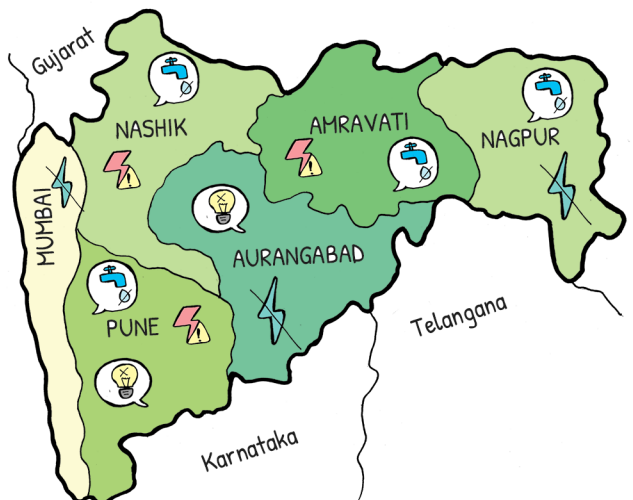 Gujarat
NASHIK
AMRAVATI
NAGPUR
MUMBAI
AURANGABAD
PUNE
Telangana
Karnataka